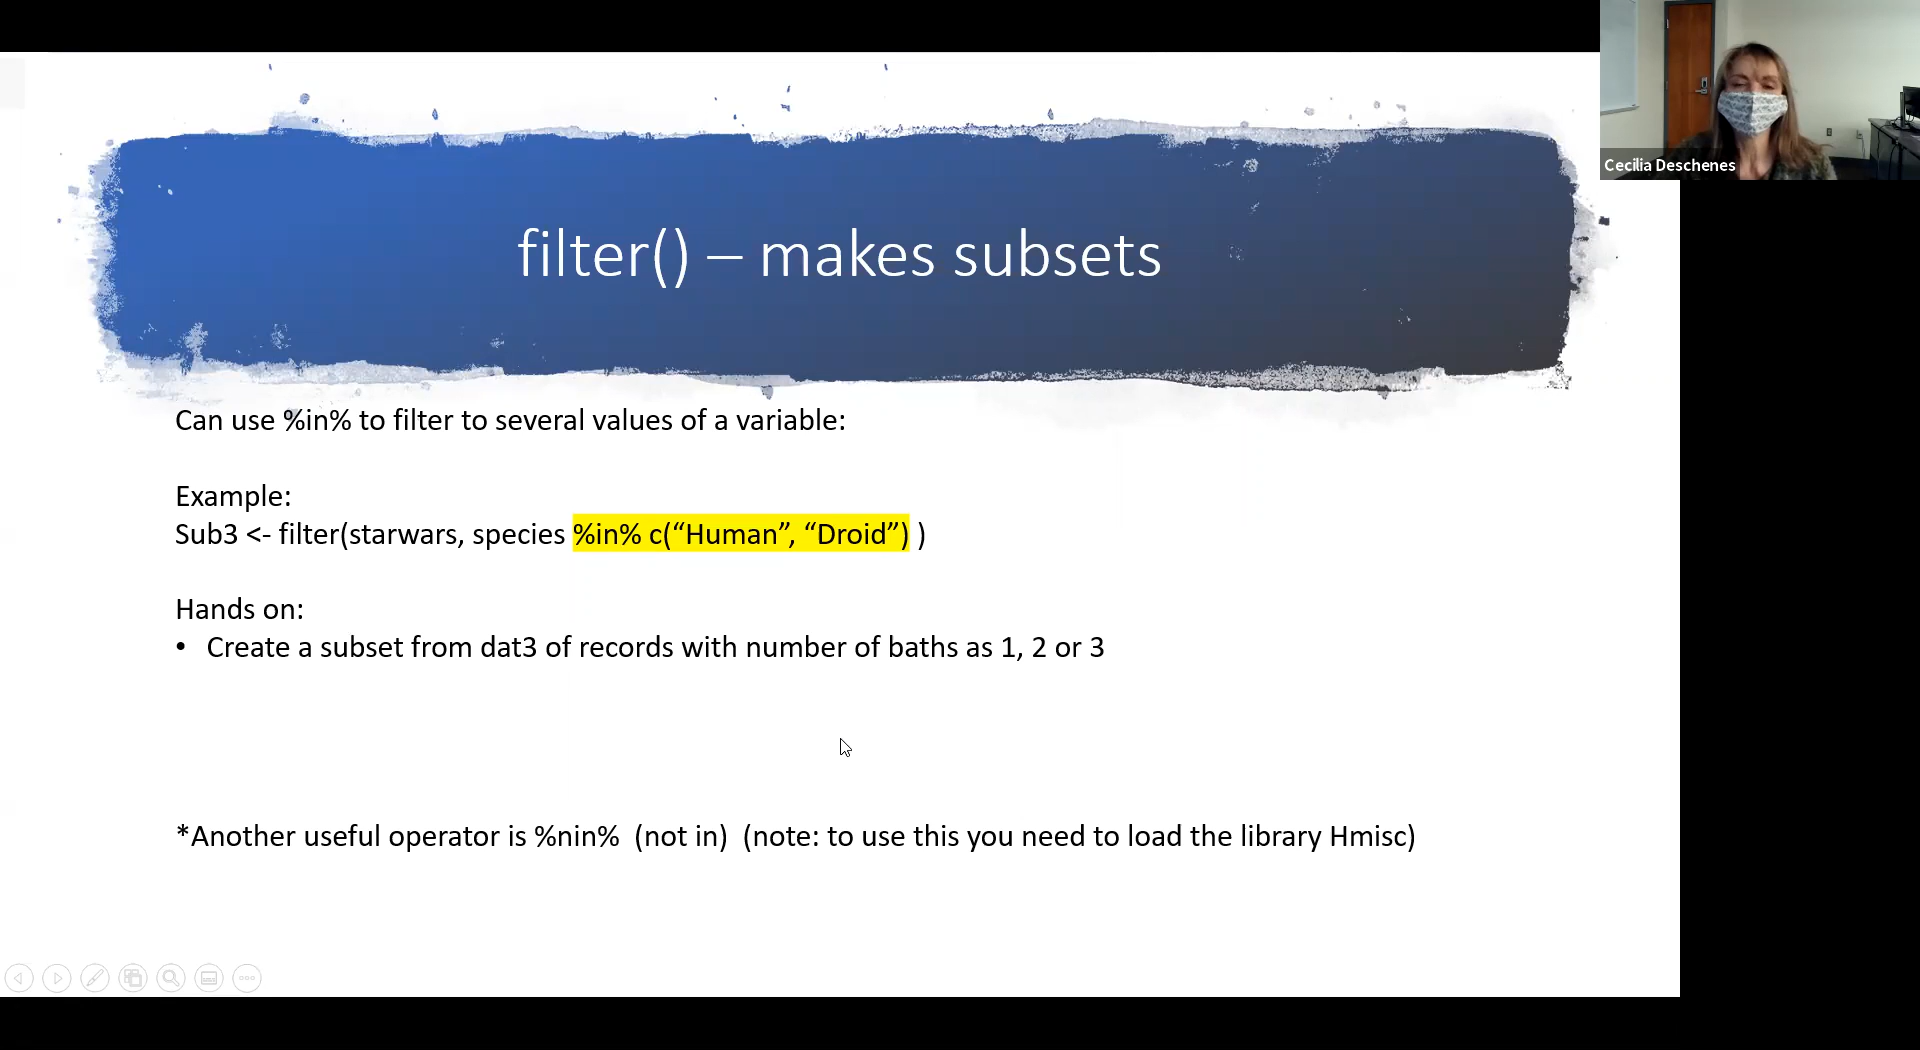 filter() – makes subsets
Cecilia Deschenes
Can use %in% to filter to several values of a variable:
Example:
Sub3 <- filter(starwars, species %in% c(“Human”, “Droid”) )
Hands on:
• Create a subset from dat3 of records with number of baths as 1, 2 or 3
*Another useful operator is %nin%  (not in)  (note: to use this you need to load the library Hmisc)